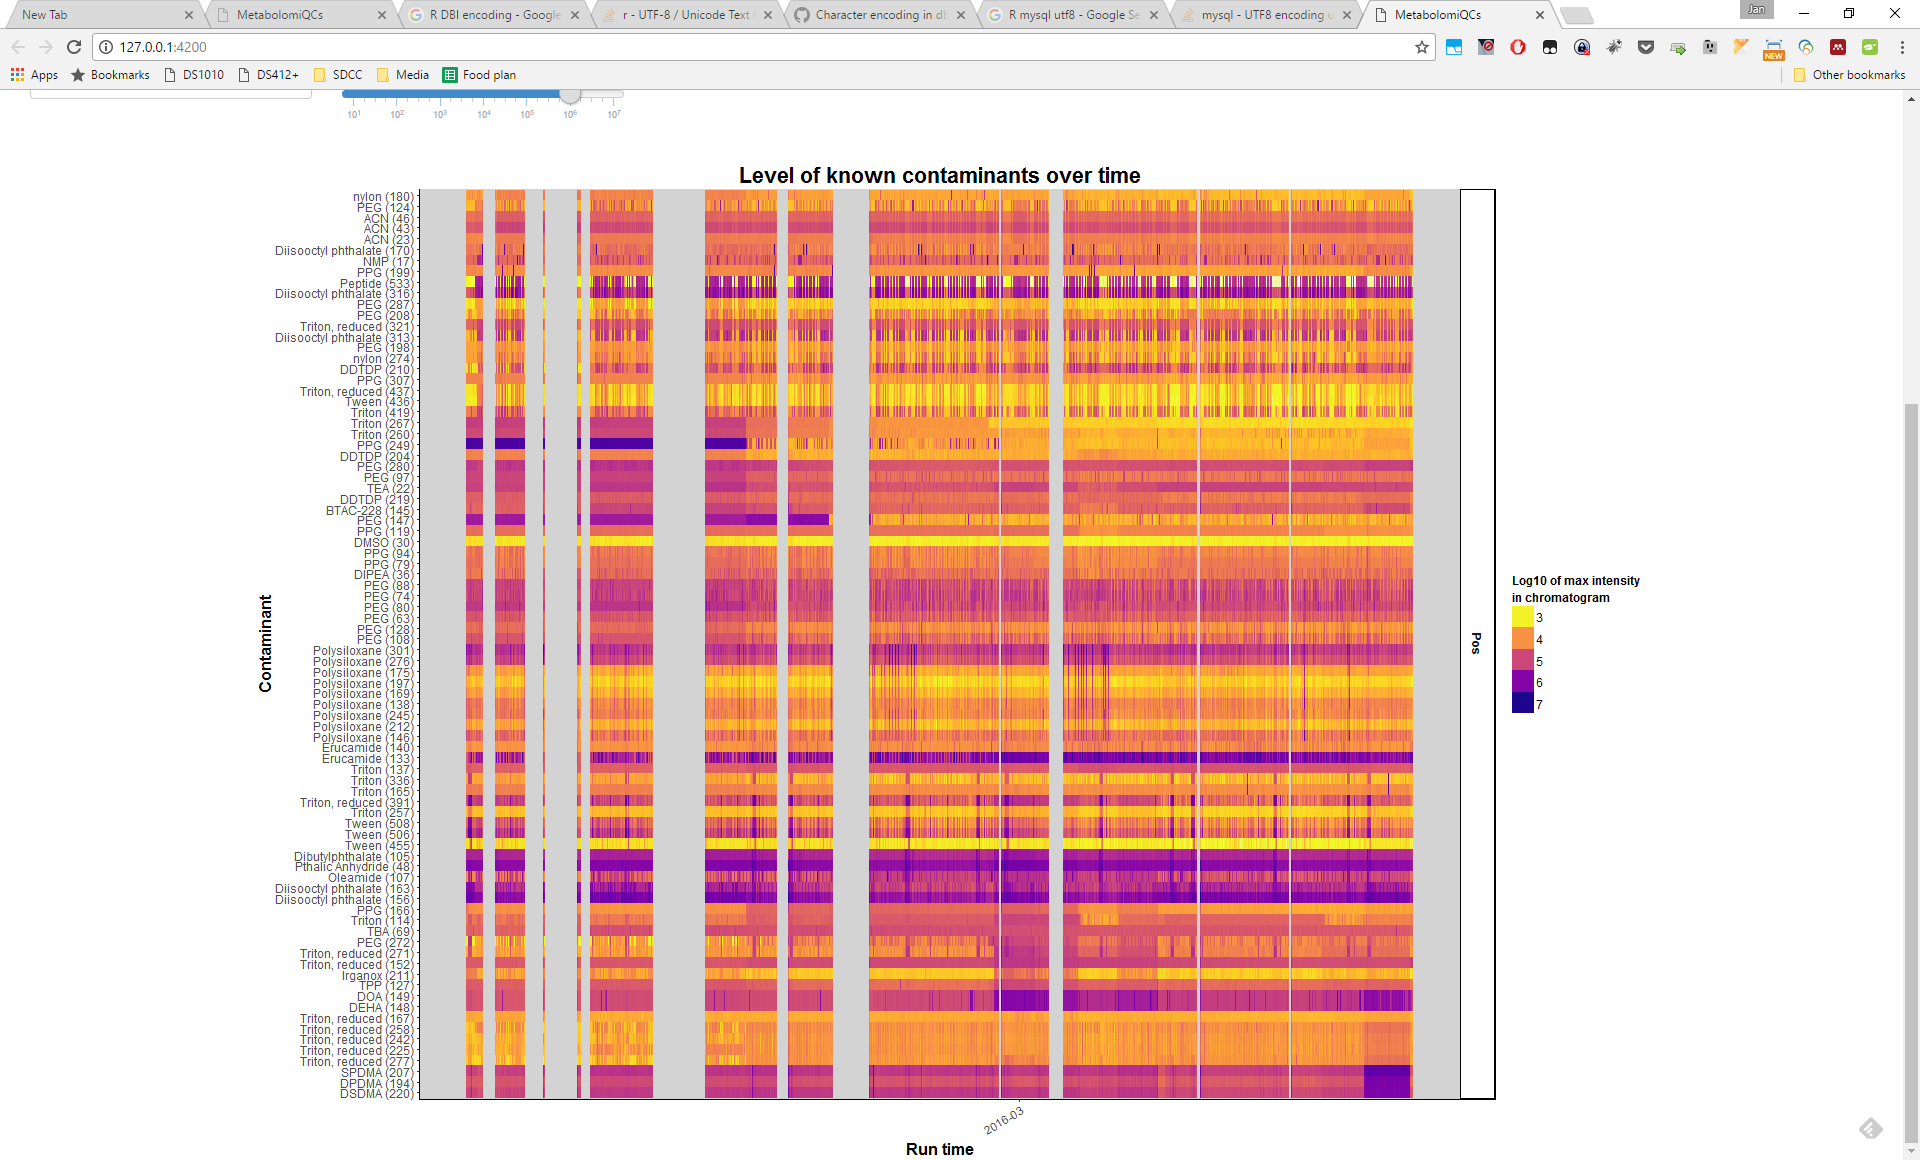 New Tab
MetabolomiQCs
R DBI encoding - Google
r - UTF-8 / Unicode Text
Character encoding in db
R mysql utf8 - Google Se
mysql - UTF8 encoding
MetabolomiQCs
Jan
127.0.0.1:4200
NEW
Apps
Bookmarks
DS1010
DS412+
SDCC
Media
Food plan
Other bookmarks
10¹ 10² 10³ 10⁴ 10⁵ 10⁶ 10⁷
Level of known contaminants over time
nylon (180)
PEG (124)
ACN (46)
ACN (43)
ACN (23)
Diisooctyl phthalate (170)
NMP (17)
PPG (199)
Peptide (533)
Diisooctyl phthalate (316)
PEG (287)
PEG (208)
Triton, reduced (321)
Diisooctyl phthalate (313)
PEG (198)
nylon (274)
DDTDP (210)
PPG (307)
Triton, reduced (437)
Tween (436)
Triton (419)
Triton (267)
Triton (260)
PPG (249)
DDTDP (204)
PEG (280)
PEG (97)
TEA (22)
DDTDP (219)
BTAC-228 (145)
PEG (147)
PPG (119)
DMSO (30)
PPG (94)
PPG (79)
DIPEA (36)
PEG (88)
PEG (74)
PEG (80)
PEG (63)
PEG (128)
PEG (108)
Polysiloxane (301)
Polysiloxane (276)
Polysiloxane (175)
Polysiloxane (197)
Polysiloxane (169)
Polysiloxane (138)
Polysiloxane (245)
Polysiloxane (212)
Polysiloxane (146)
Erucamide (140)
Erucamide (133)
Triton (137)
Triton (336)
Triton (165)
Triton, reduced (391)
Triton (257)
Tween (508)
Tween (506)
Tween (455)
Dibutylphthalate (105)
Pthalic Anhydride (48)
Oleamide (107)
Diisooctyl phthalate (163)
Diisooctyl phthalate (156)
PPG (166)
Triton (114)
TBA (69)
PEG (272)
Triton, reduced (271)
Triton, reduced (152)
Irganox (211)
TPP (127)
DOA (149)
DEHA (148)
Triton, reduced (167)
Triton, reduced (258)
Triton, reduced (242)
Triton, reduced (225)
Triton, reduced (277)
SPDMA (207)
DPDMA (194)
DSDMA (220)
Contaminant
Pos
Log10 of max intensity
in chromatogram
3
4
5
6
7
2016-03
Run time